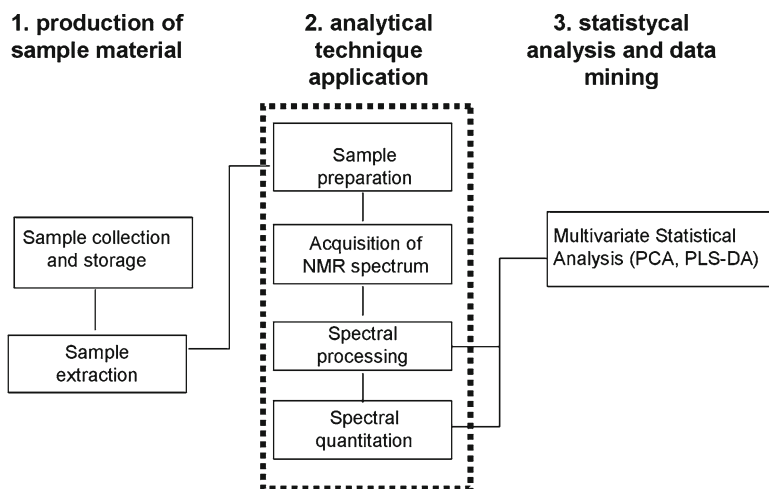 1. production of
sample material
2. analytical
technique
application
3. statistycal
analysis and data
mining
Sample collection
and storage
Sample
extraction
Sample
preparation
Acquisition of
NMR spectrum
Spectral
processing
Spectral
quantitation
Multivariate Statistical
Analysis (PCA, PLS-DA)